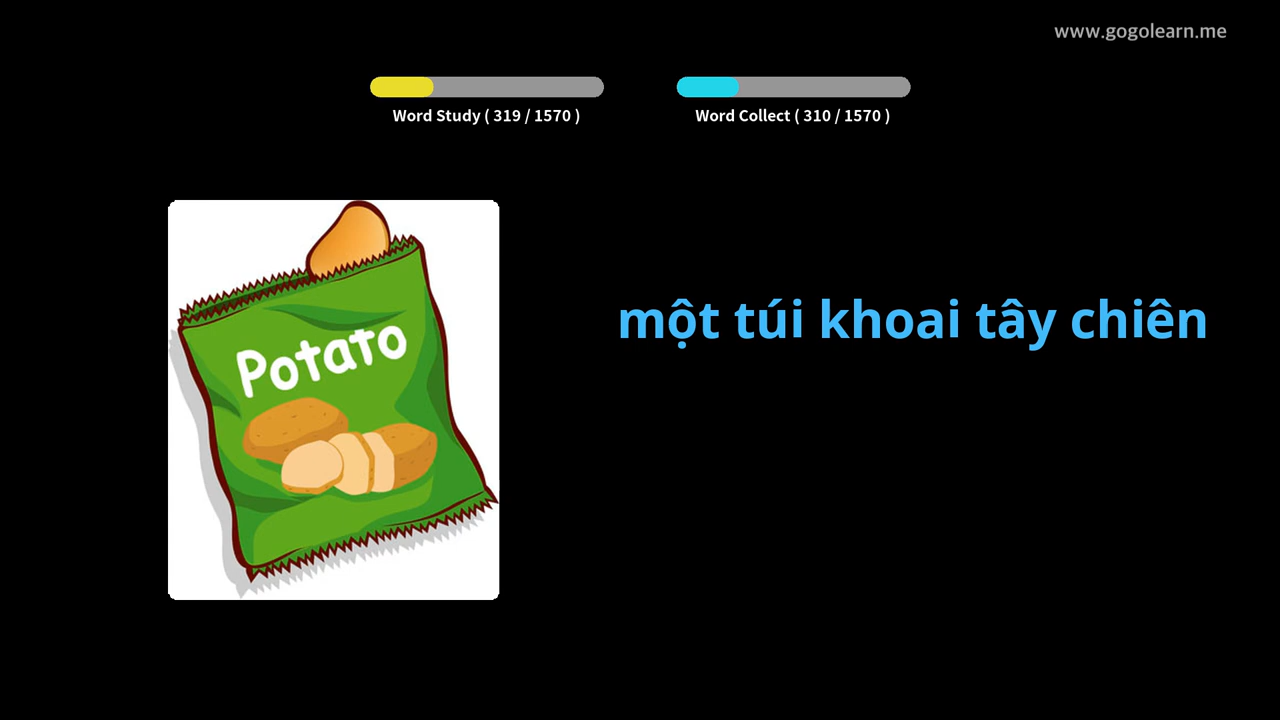 www.gogolearn.me
Word Study ( 319 / 1570 )
Word Collect ( 310 / 1570 )
Potato
một túi khoai tây chiên